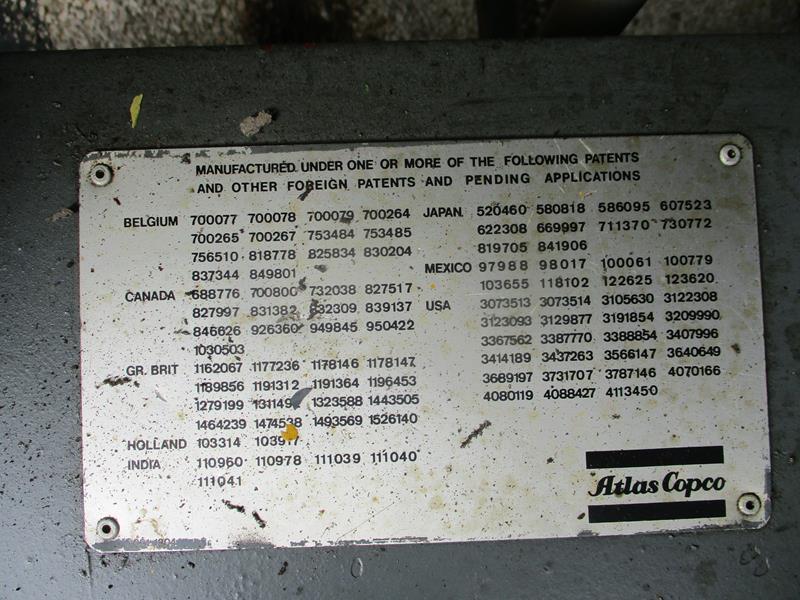 MANUFACTURED UNDER ONE OR MORE OF THE FOLLOWING PATENTS
AND OTHER FOREIGN PATENTS AND PENDING APPLICATIONS
BELGIUM 700077 700078 700079 700264
700265 700267 753484 753485
756510 818778 825834 830204
837344 849801
CANADA 688776 700800 732038 827517
827997 831382 832309 839137
846626 926360 949845 950422
1030503
GR. BRIT 1162067 1177236 1178146 1178147
1189856 1191312 1191364 1196453
1279199 1311492 1323588 1443505
1464239 1474538 1493569 1526140
HOLLAND 103314 103917
INDIA 110960 110978 111039 111040
111041
JAPAN. 520460 580818 586095 607523
622308 669997 711370 730772
819705 841906
MEXICO 97988 98017 100061 100779
103655 118102 122625 123620
USA 3073513 3073514 3105630 3122308
3123093 3129877 3191854 3209990
3367562 3387770 3388854 3407996
3414189 3437263 3566147 3640649
3689197 3731707 3787146 4070166
4080119 4088427 4113450
Atlas Copco